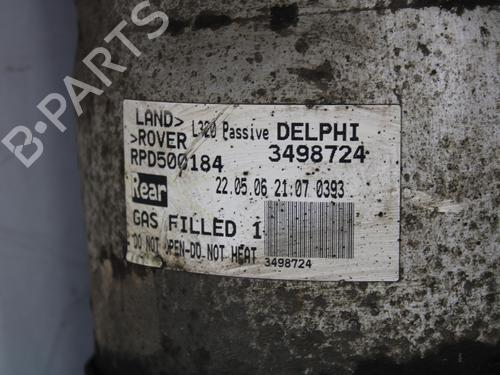 B-PARTS
LAND> L320 Passive DELPHI
>ROVER 3498724
RPD500184
Rear 22.05.06 21:07 0393
GAS FILLED 1
DO NOT OPEN-DO NOT HEAT 3498724